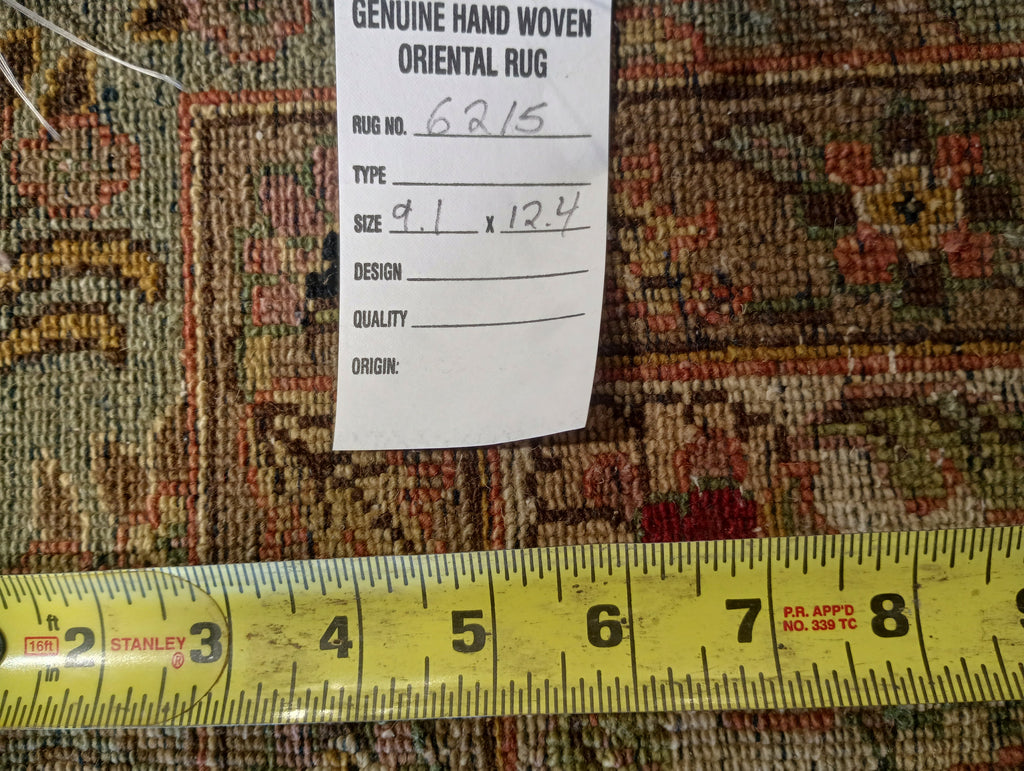 GENUINE HAND WOVEN
ORIENTAL RUG
RUG NO. 6215
TYPE
SIZE 9.1 x 12.4
DESIGN
QUALITY
ORIGIN:
ft
16ft 2 STANLEY® 3 4 5 6 7 P.R. APP'D 8
NO. 339 TC
in